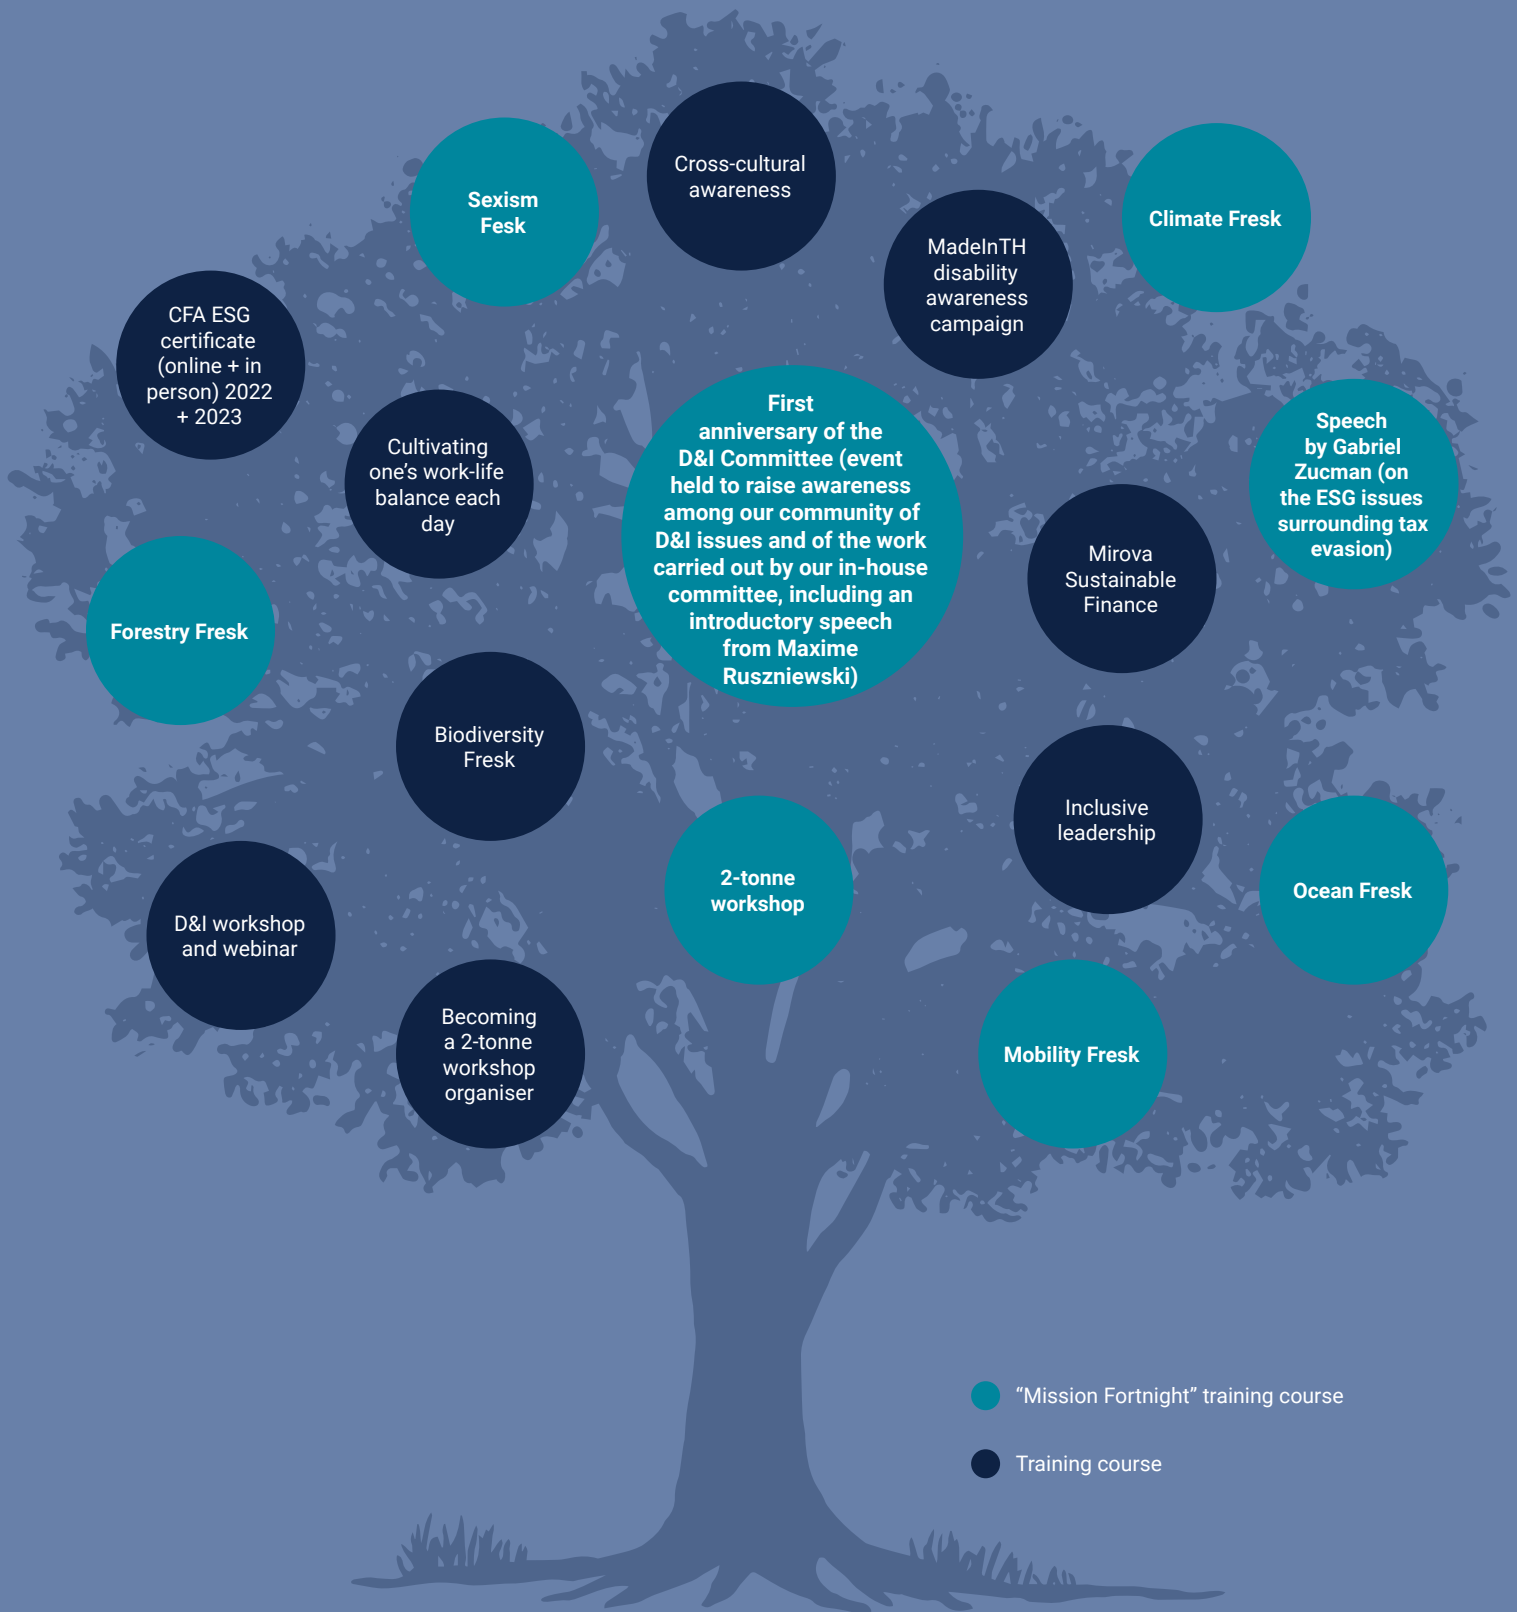 Cross-cultural
awareness
Sexism
Fesk
Climate Fresk
MadeInTH
disability
awareness
campaign
CFA ESG
certificate
(online + in
person) 2022
+ 2023
Cultivating
one’s work-life
balance each
day
First
anniversary of the
D&I Committee (event
held to raise awareness
among our community of
D&I issues and of the work
carried out by our in-house
committee, including an
introductory speech
from Maxime
Ruszniewski)
Speech
by Gabriel
Zucman (on
the ESG issues
surrounding tax
evasion)
Mirova
Sustainable
Finance
Forestry Fresk
Biodiversity
Fresk
Inclusive
leadership
2-tonne
workshop
Ocean Fresk
D&I workshop
and webinar
Becoming
a 2-tonne
workshop
organiser
Mobility Fresk
“Mission Fortnight” training course
Training course